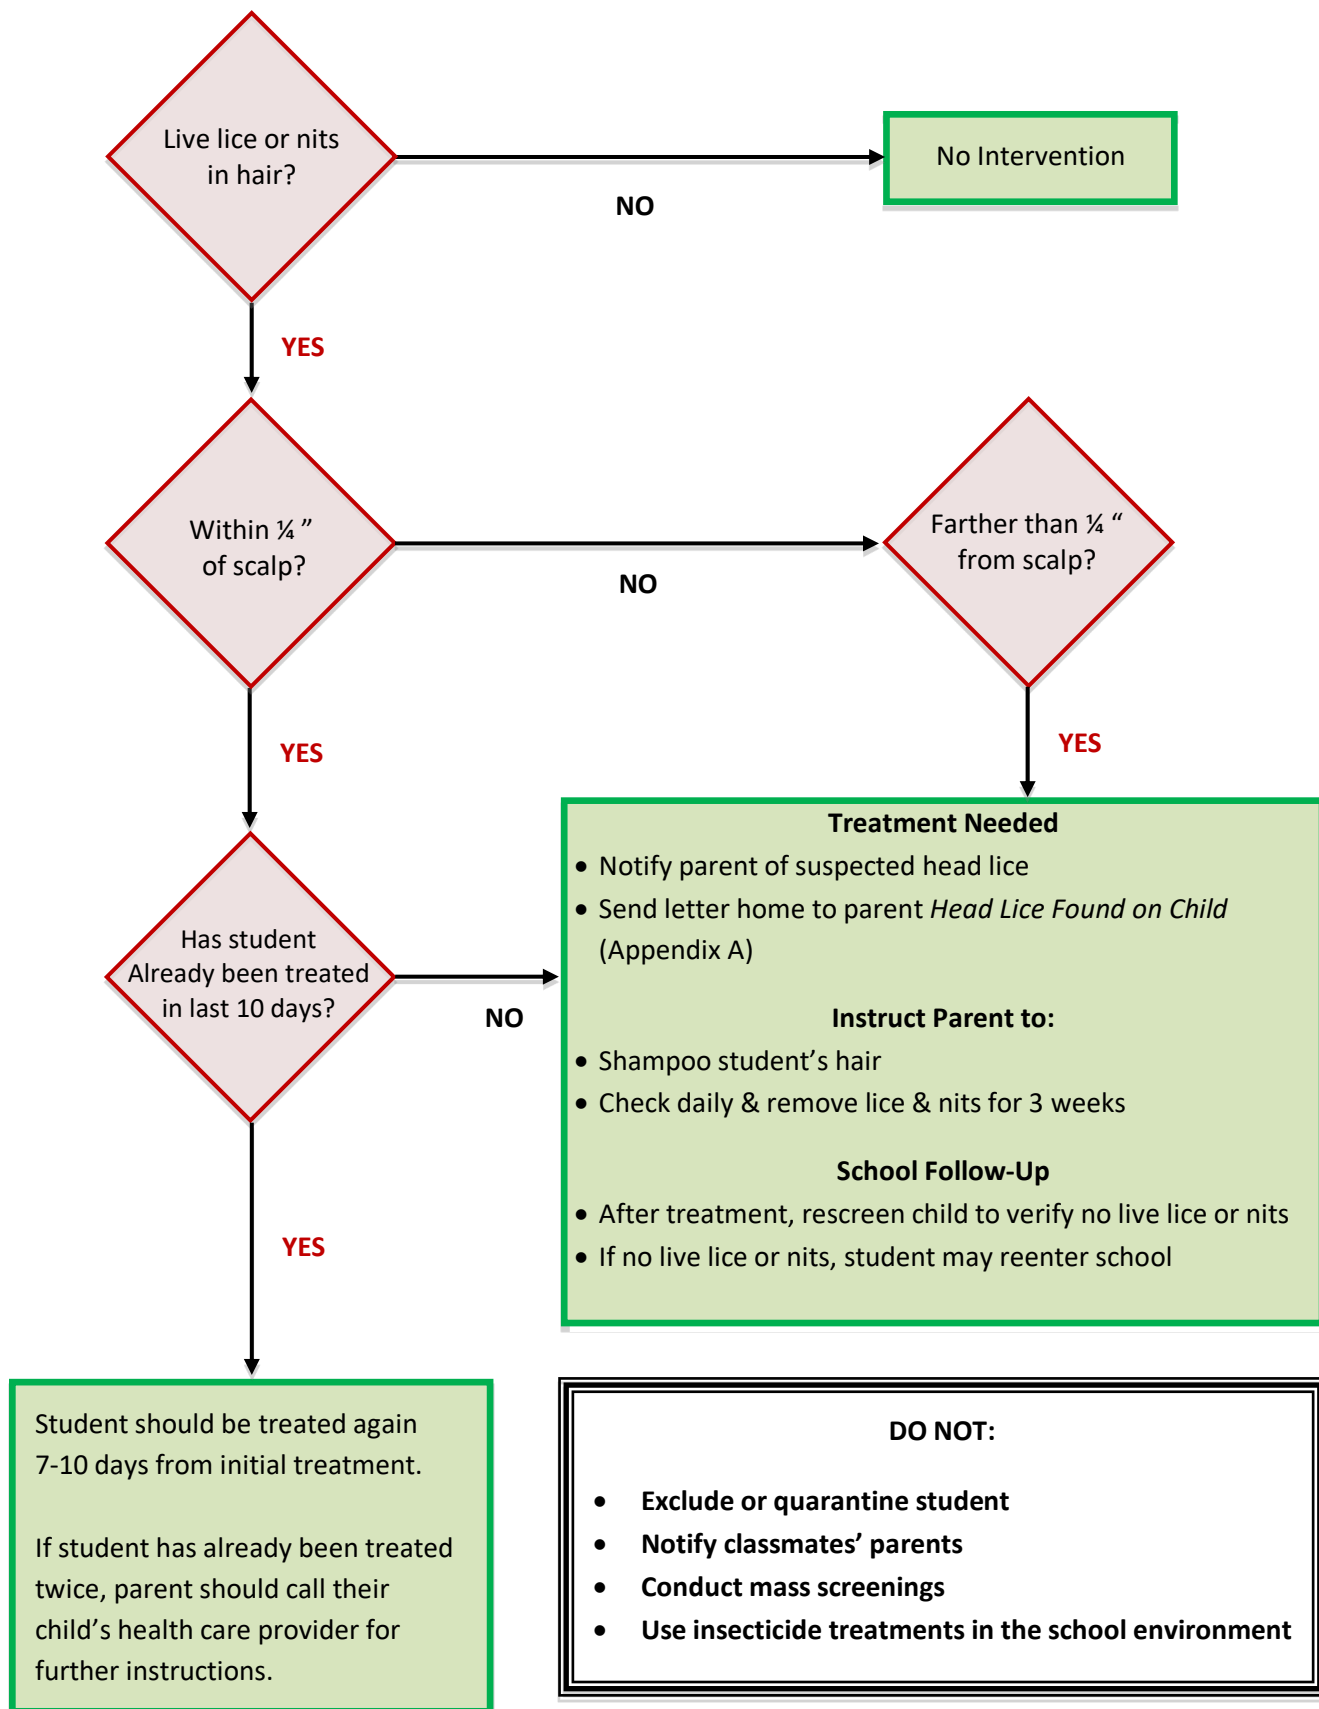 Live lice or nits
in hair?
No Intervention
NO
YES
Within ¼ ”
of scalp?
NO
Farther than ¼ “
from scalp?
YES
YES
Has student
Already been treated
in last 10 days?
NO
Treatment Needed
• Notify parent of suspected head lice
• Send letter home to parent Head Lice Found on Child
(Appendix A)
Instruct Parent to:
• Shampoo student’s hair
• Check daily & remove lice & nits for 3 weeks
School Follow-Up
• After treatment, rescreen child to verify no live lice or nits
• If no live lice or nits, student may reenter school
YES
Student should be treated again
7-10 days from initial treatment.
If student has already been treated
twice, parent should call their
child’s health care provider for
further instructions.
DO NOT:
• Exclude or quarantine student
• Notify classmates’ parents
• Conduct mass screenings
• Use insecticide treatments in the school environment